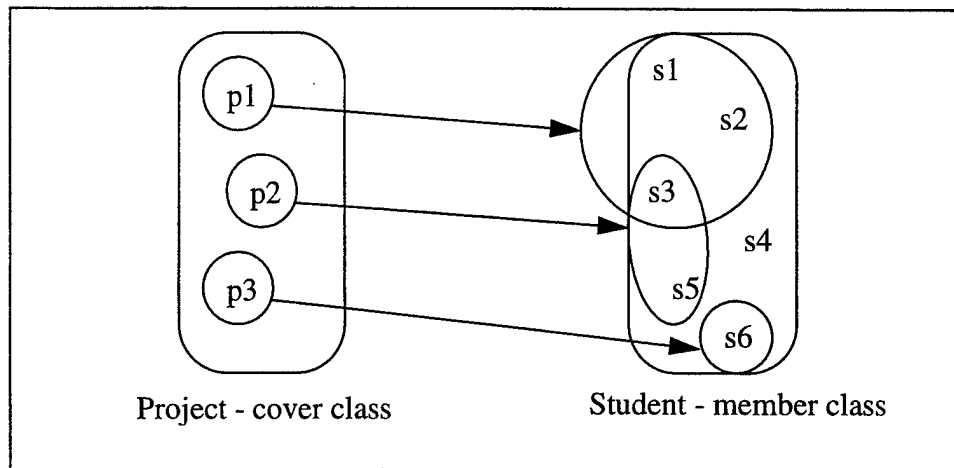 s1
p1
s2
p2
s3
s4
p3
s5
s6
Project - cover class
Student - member class